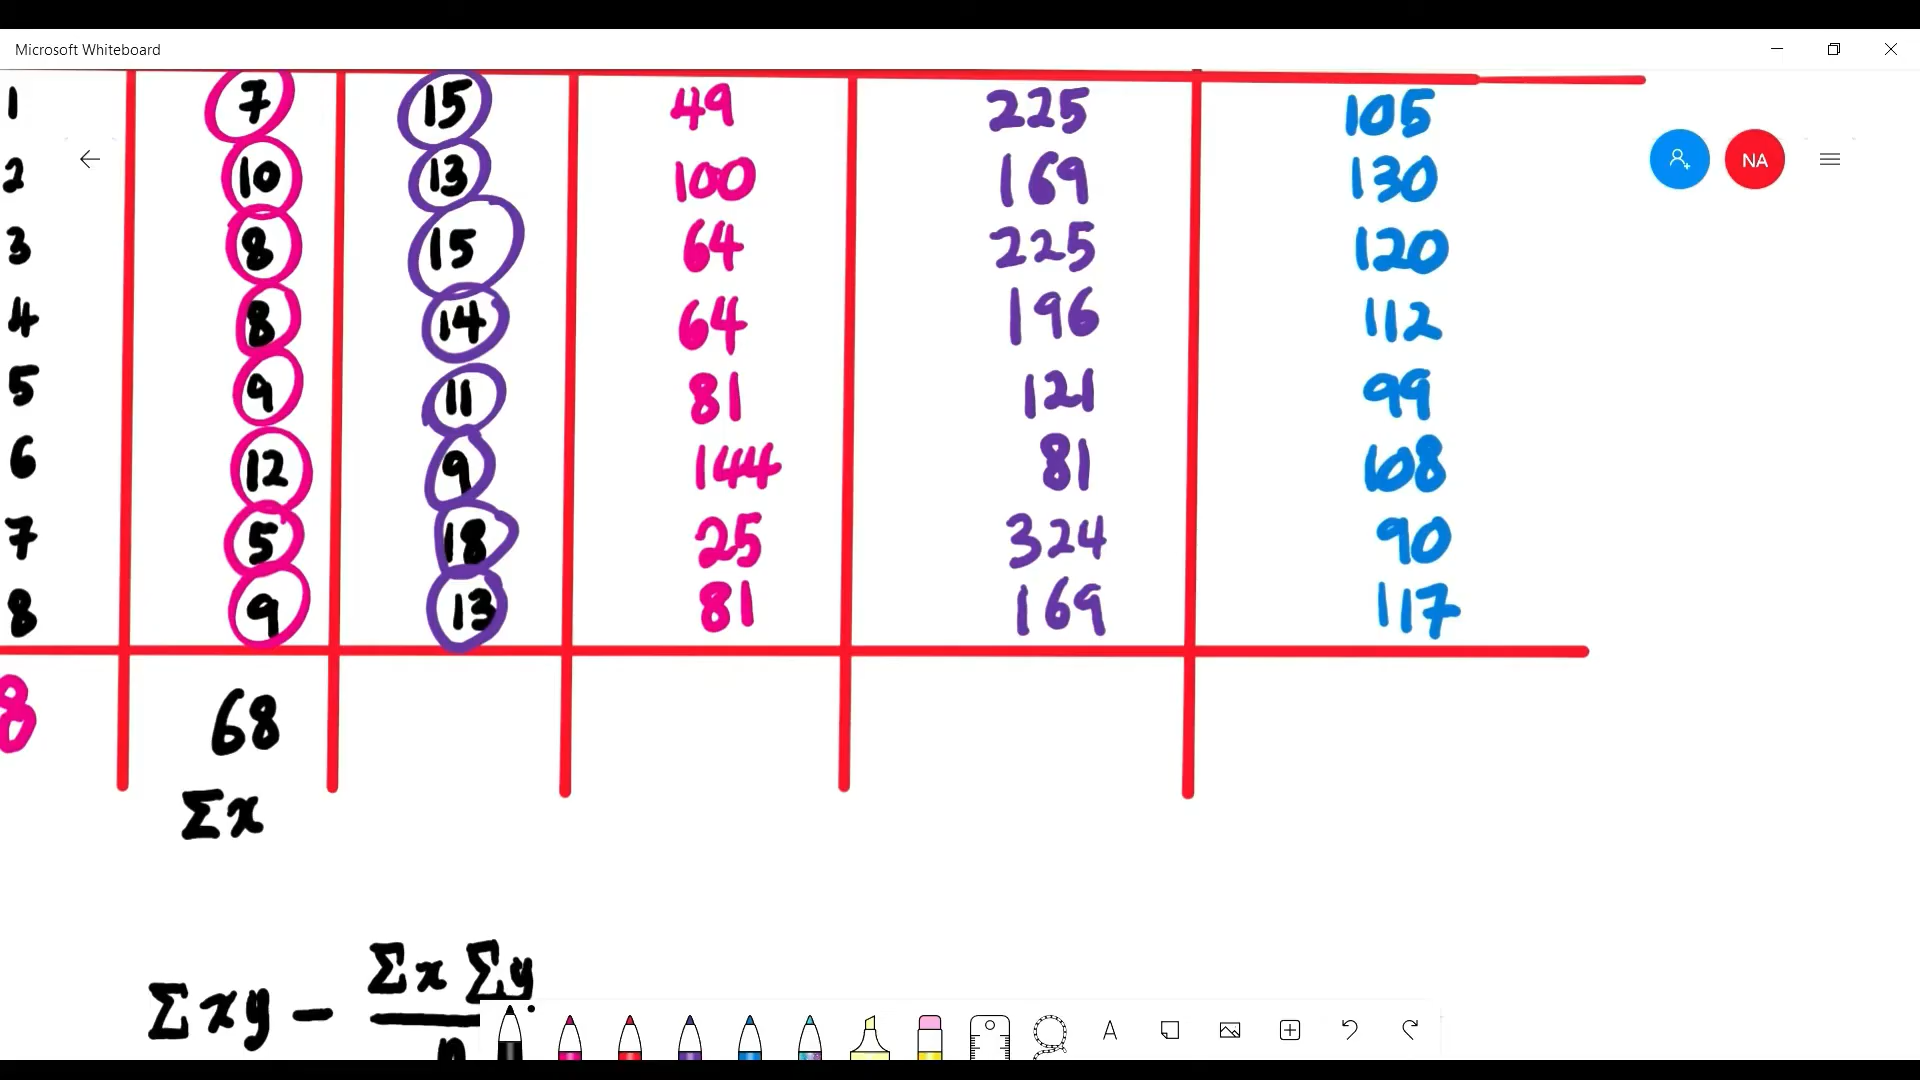 Microsoft Whiteboard
1 7 15 49 225 105
2 10 13 100 169 130
3 8 15 64 225 120
4 8 14 64 196 112
5 9 11 81 121 99
6 12 9 144 81 108
7 5 18 25 324 90
8 9 13 81 169 117
8 68
Σx
Σxy - Σx Σy
n
NA
A